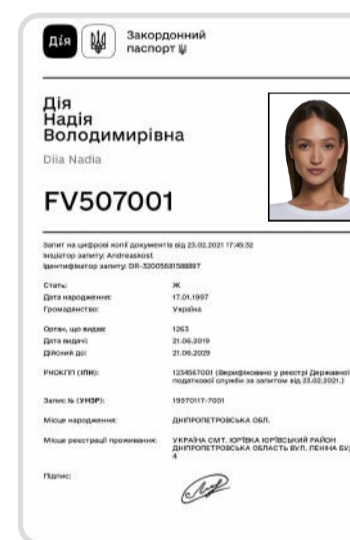 Дія
Закордонний
паспорт
Дія
Надія
Володимирівна
Diia Nadia
FV507001
Запит на цифрові копії документів від 23.02.2021 17:45:32
Ініціатор запиту: Andreaskost
Ідентифікатор запиту:
Стать: Ж
Дата народження: 17.01.1997
Громадянство: Україна
Орган, що видав: 1263
Дата видачі: 21.06.2019
Дійсний до: 21.06.2029
РНОКПП (ІПН): 1234567001 (Верифіковано у реєстрі Державної
податкової служби за запитом від 23.02.2021.)
Запис № (УНЗР): 19970117-7001
Місце народження: ДНІПРОПЕТРОВСЬКА ОБЛ.
Місце реєстрації проживання: УКРАЇНА СМТ. ЮР'ЇВКА ЮР'ЇВСЬКИЙ РАЙОН
ДНІПРОПЕТРОВСЬКА ОБЛАСТЬ ВУЛ. ЛЕНІНА БУД
4
Підпис: